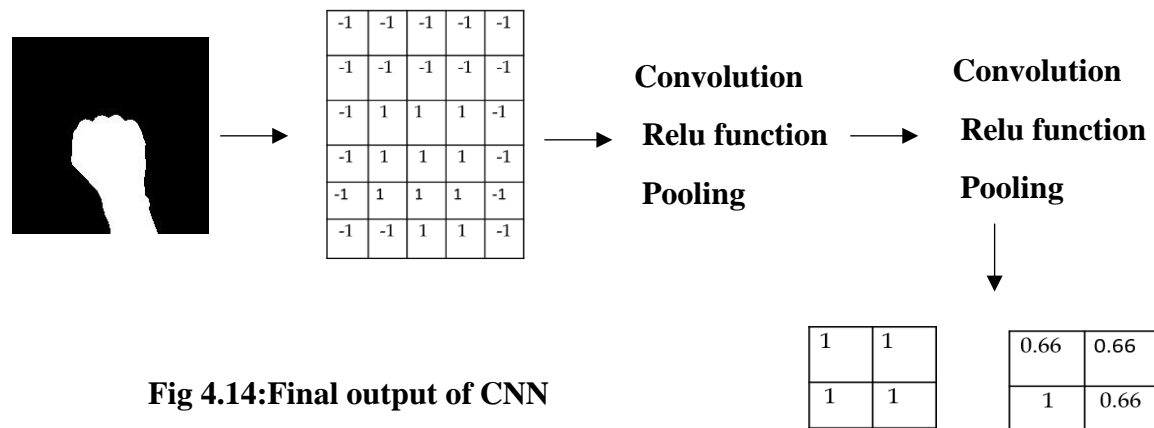 -1 -1 -1 -1 -1
-1 -1 -1 -1 -1
-1 1 1 1 -1
-1 1 1 1 -1
-1 1 1 1 -1
-1 -1 1 1 -1
Convolution
Relu function
Pooling
Convolution
Relu function
Pooling
1 1
1 1
0.66 0.66
1 0.66
Fig 4.14:Final output of CNN